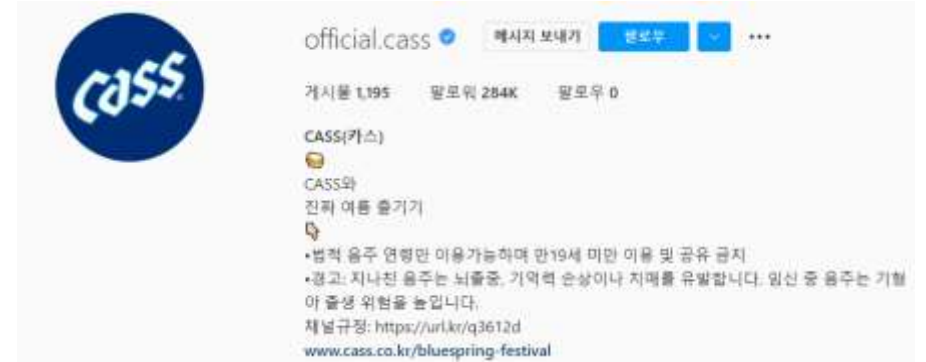 CASS
official.cass 메시지 보내기 팔로우
게시물 1,195 팔로워 284K 팔로우 0
CASS(카스)
CASS와
진짜 여름 즐기기
•법적 음주 연령만 이용가능하며 만19세 미만 이용 및 공유 금지
•경고: 지나친 음주는 뇌졸중, 기억력 손상이나 치매를 유발합니다. 임신 중 음주는 기형
아 출생 위험을 높입니다.
채널규정: https://url.kr/q3612d
www.cass.co.kr/bluespring-festival